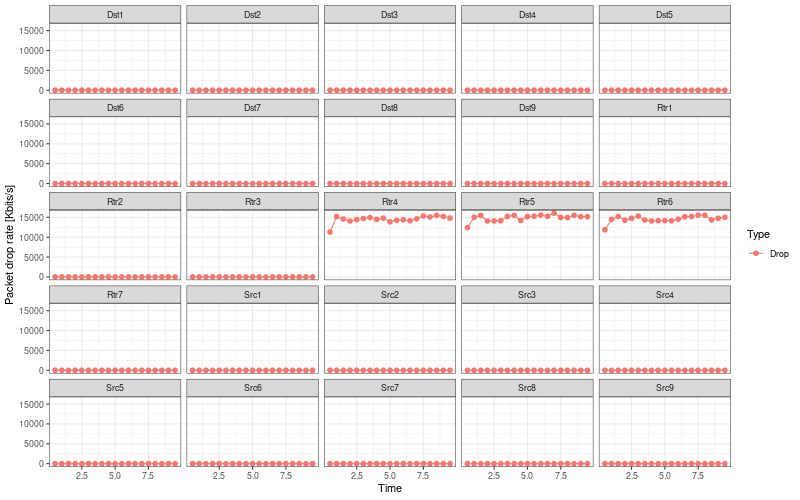 Dst1 Dst2 Dst3 Dst4 Dst5
15000
10000
5000
0
Dst6 Dst7 Dst8 Dst9 Rtr1
15000
10000
5000
0
Rtr2 Rtr3 Rtr4 Rtr5 Rtr6
15000
10000
5000
0
Rtr7 Src1 Src2 Src3 Src4
15000
10000
5000
0
Src5 Src6 Src7 Src8 Src9
15000
10000
5000
0
2.5 5.0 7.5 2.5 5.0 7.5 2.5 5.0 7.5 2.5 5.0 7.5 2.5 5.0 7.5
Time
Packet drop rate [Kbits/s]
Type
Drop